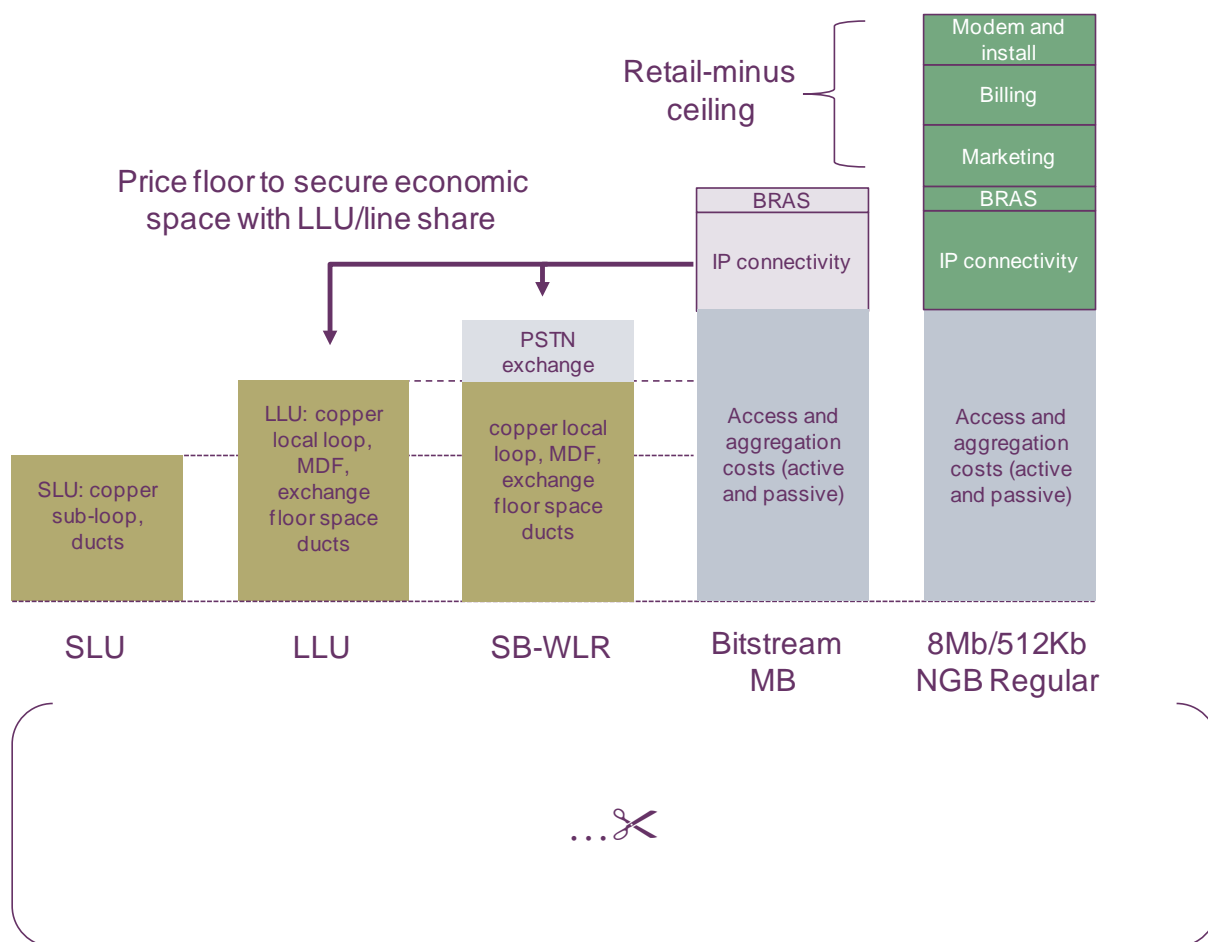 Modem and
install
Retail-minus
ceiling
Billing
Marketing
Price floor to secure economic
space with LLU/line share
BRAS
BRAS
IP connectivity
IP connectivity
PSTN
exchange
LLU: copper
local loop,
MDF,
exchange
floor space
ducts
copper local
loop, MDF,
exchange
floor space
ducts
Access and
aggregation
costs (active
and passive)
Access and
aggregation
costs (active
and passive)
SLU: copper
sub-loop,
ducts
SLU
LLU
SB-WLR
Bitstream
MB
8Mb/512Kb
NGB Regular
...✂